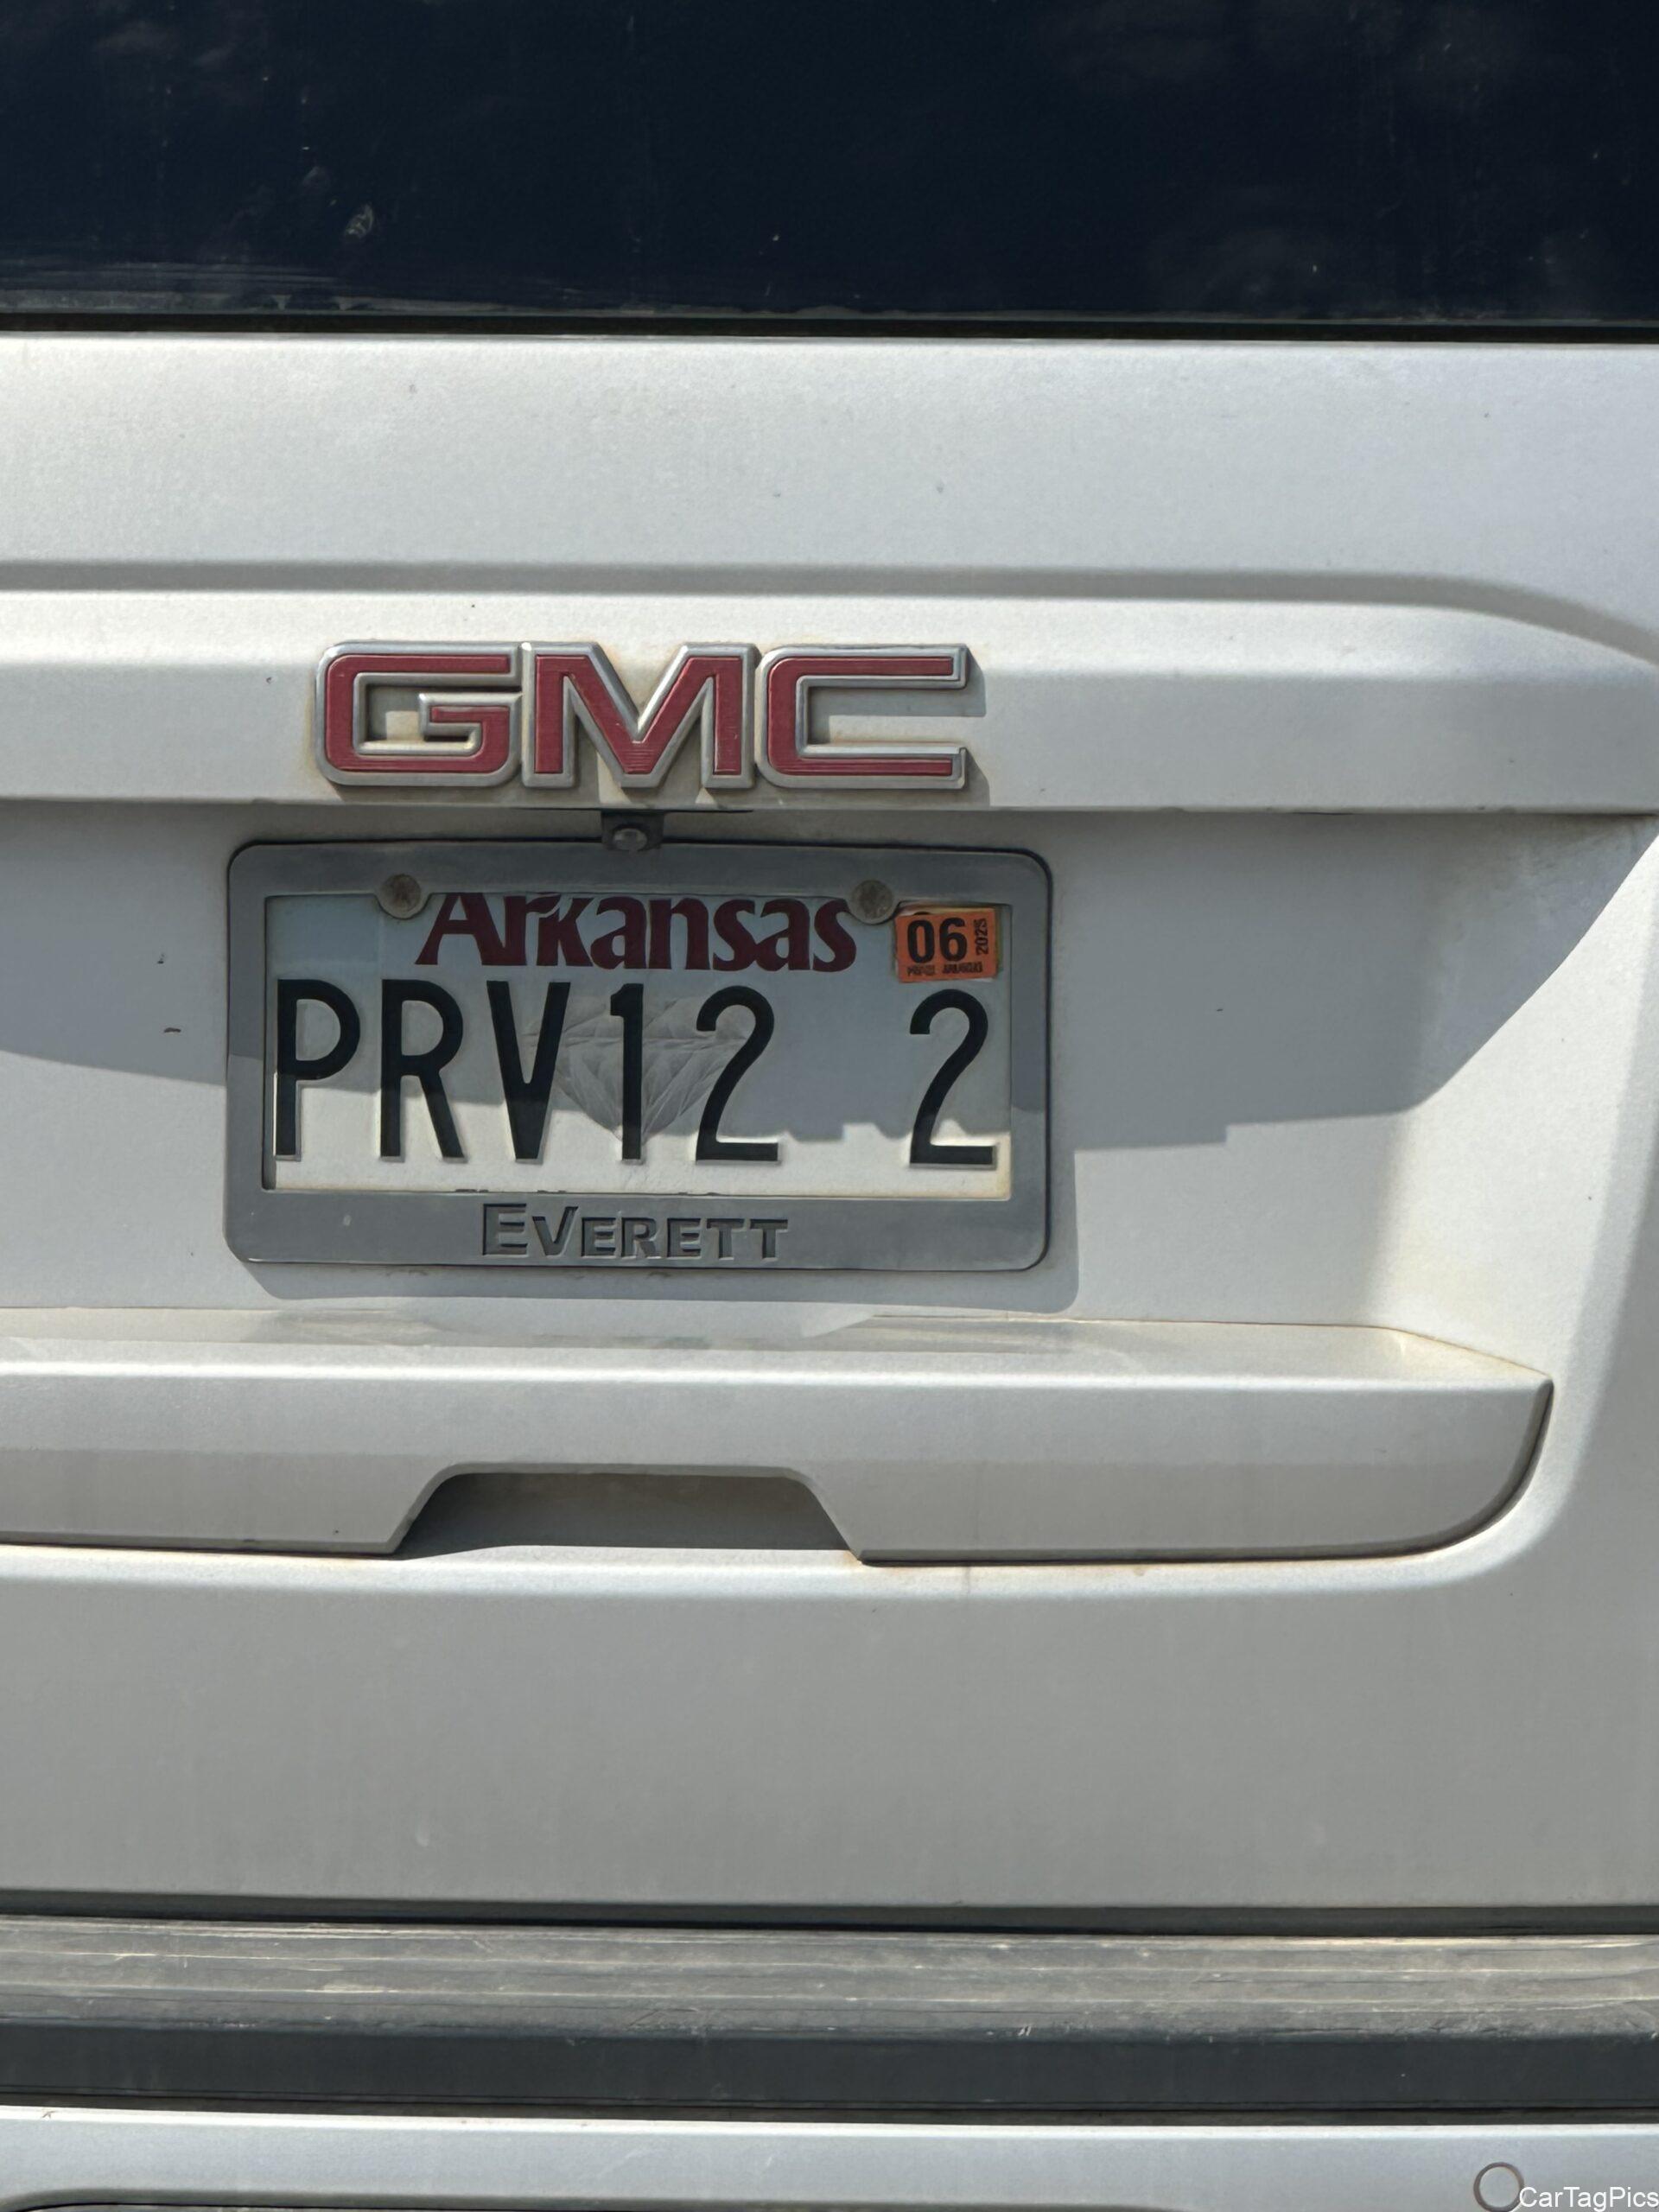 GMC
Arkansas
06
2025
PRV12 2
EVERETT
CarTagPics